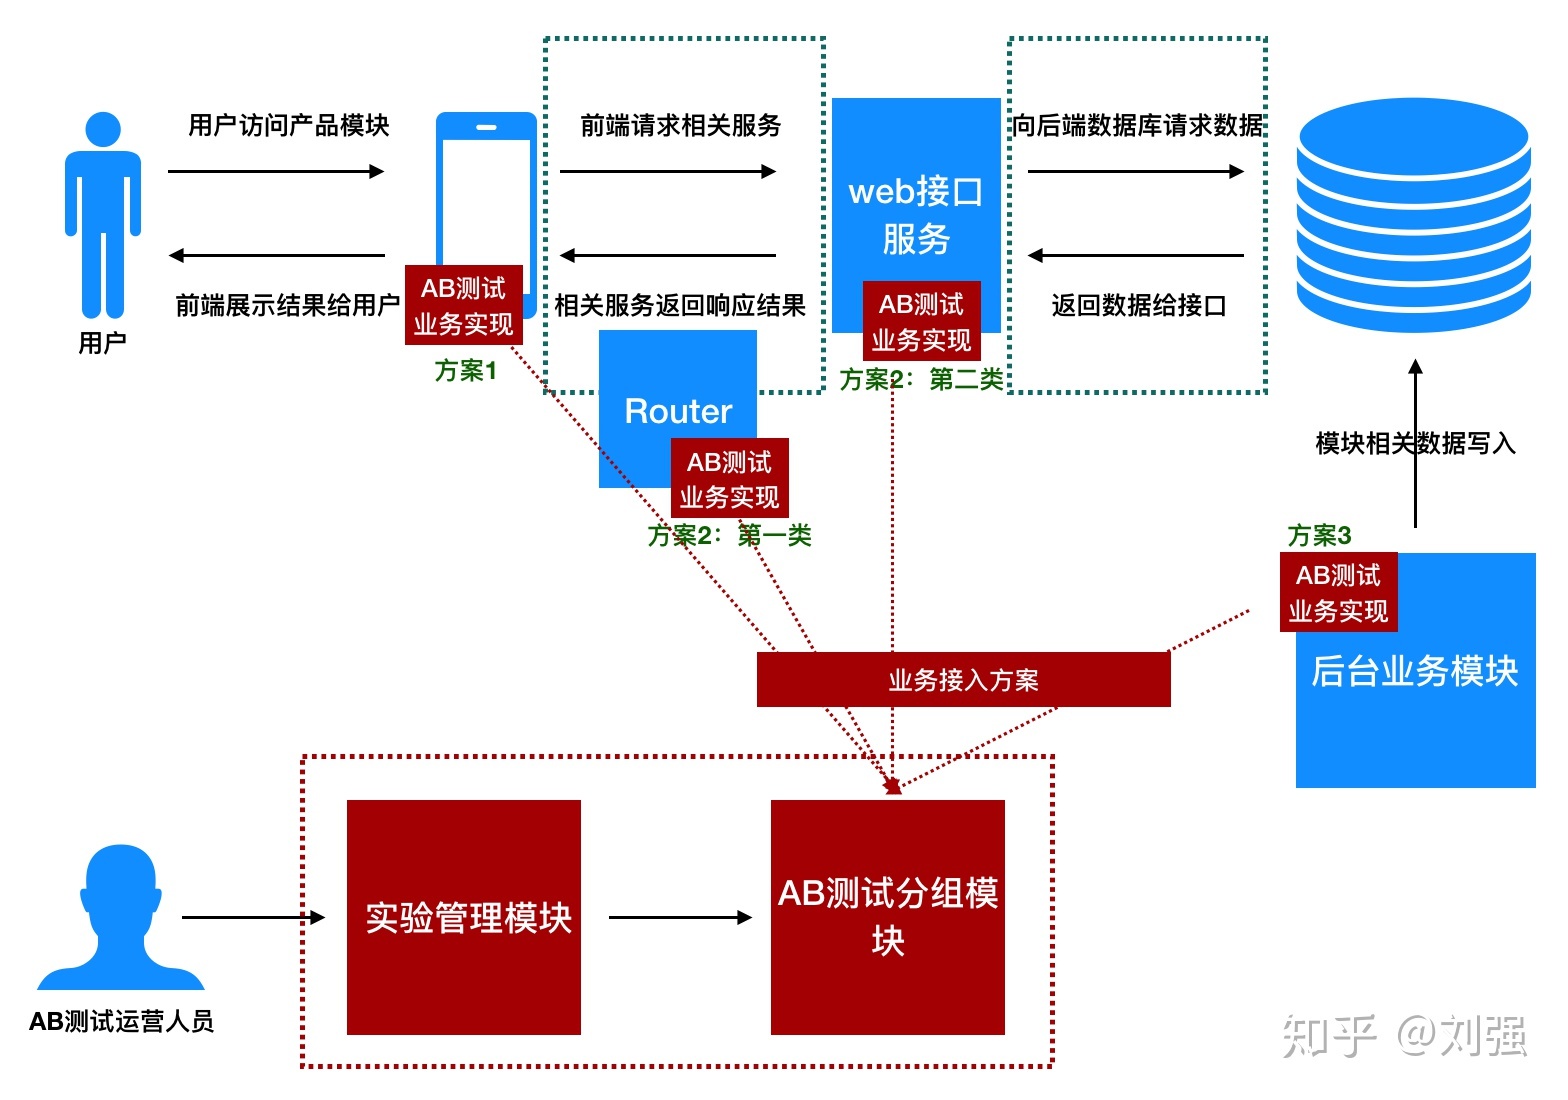 用户访问产品模块
前端请求相关服务
向后端数据库请求数据
web接口
服务
前端展示结果给用户
相关服务返回响应结果
返回数据给接口
用户
AB测试
业务实现
方案1
AB测试
业务实现
方案2：第二类
Router
AB测试
业务实现
方案2：第一类
模块相关数据写入
方案3
AB测试
业务实现
后台业务模块
业务接入方案
实验管理模块
AB测试分组模
块
AB测试运营人员
知乎 @刘强